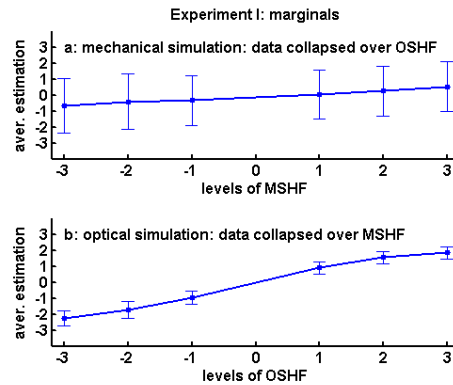 Experiment I: marginals
a: mechanical simulation: data collapsed over OSHF
aver. estimation
3
2
1
0
-1
-2
-3
-3 -2 -1 0 1 2 3
levels of MSHF
b: optical simulation: data collapsed over MSHF
aver. estimation
3
2
1
0
-1
-2
-3
-3 -2 -1 0 1 2 3
levels of OSHF